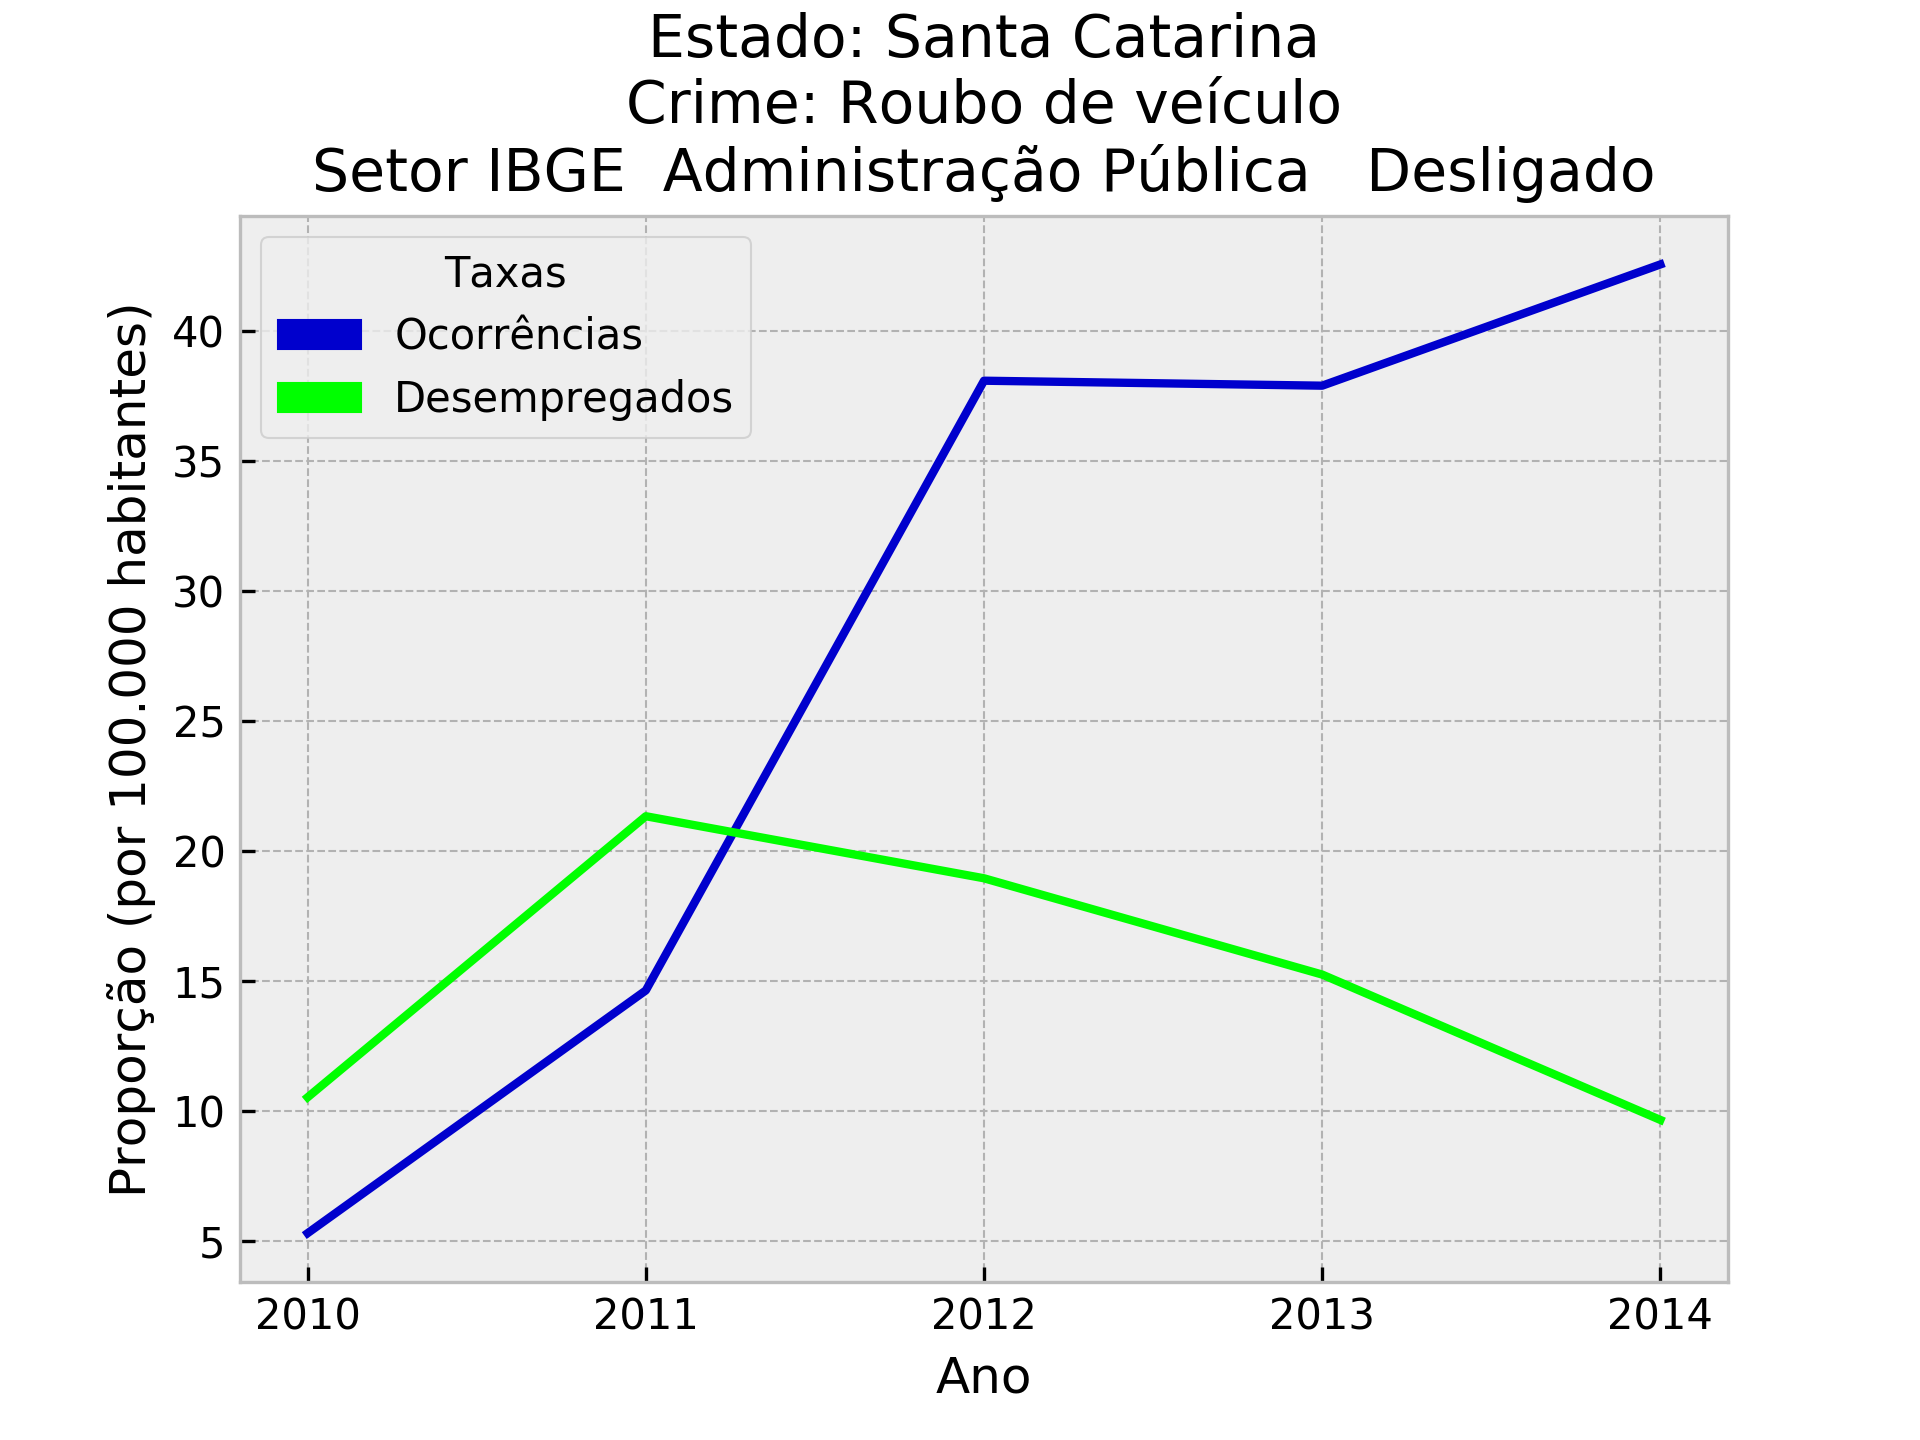 Estado: Santa Catarina
Crime: Roubo de veículo
Setor IBGE  Administração Pública   Desligado
Taxas
Ocorrências
Desempregados
Proporção (por 100.000 habitantes)
40
35
30
25
20
15
10
5
2010 2011 2012 2013 2014
Ano